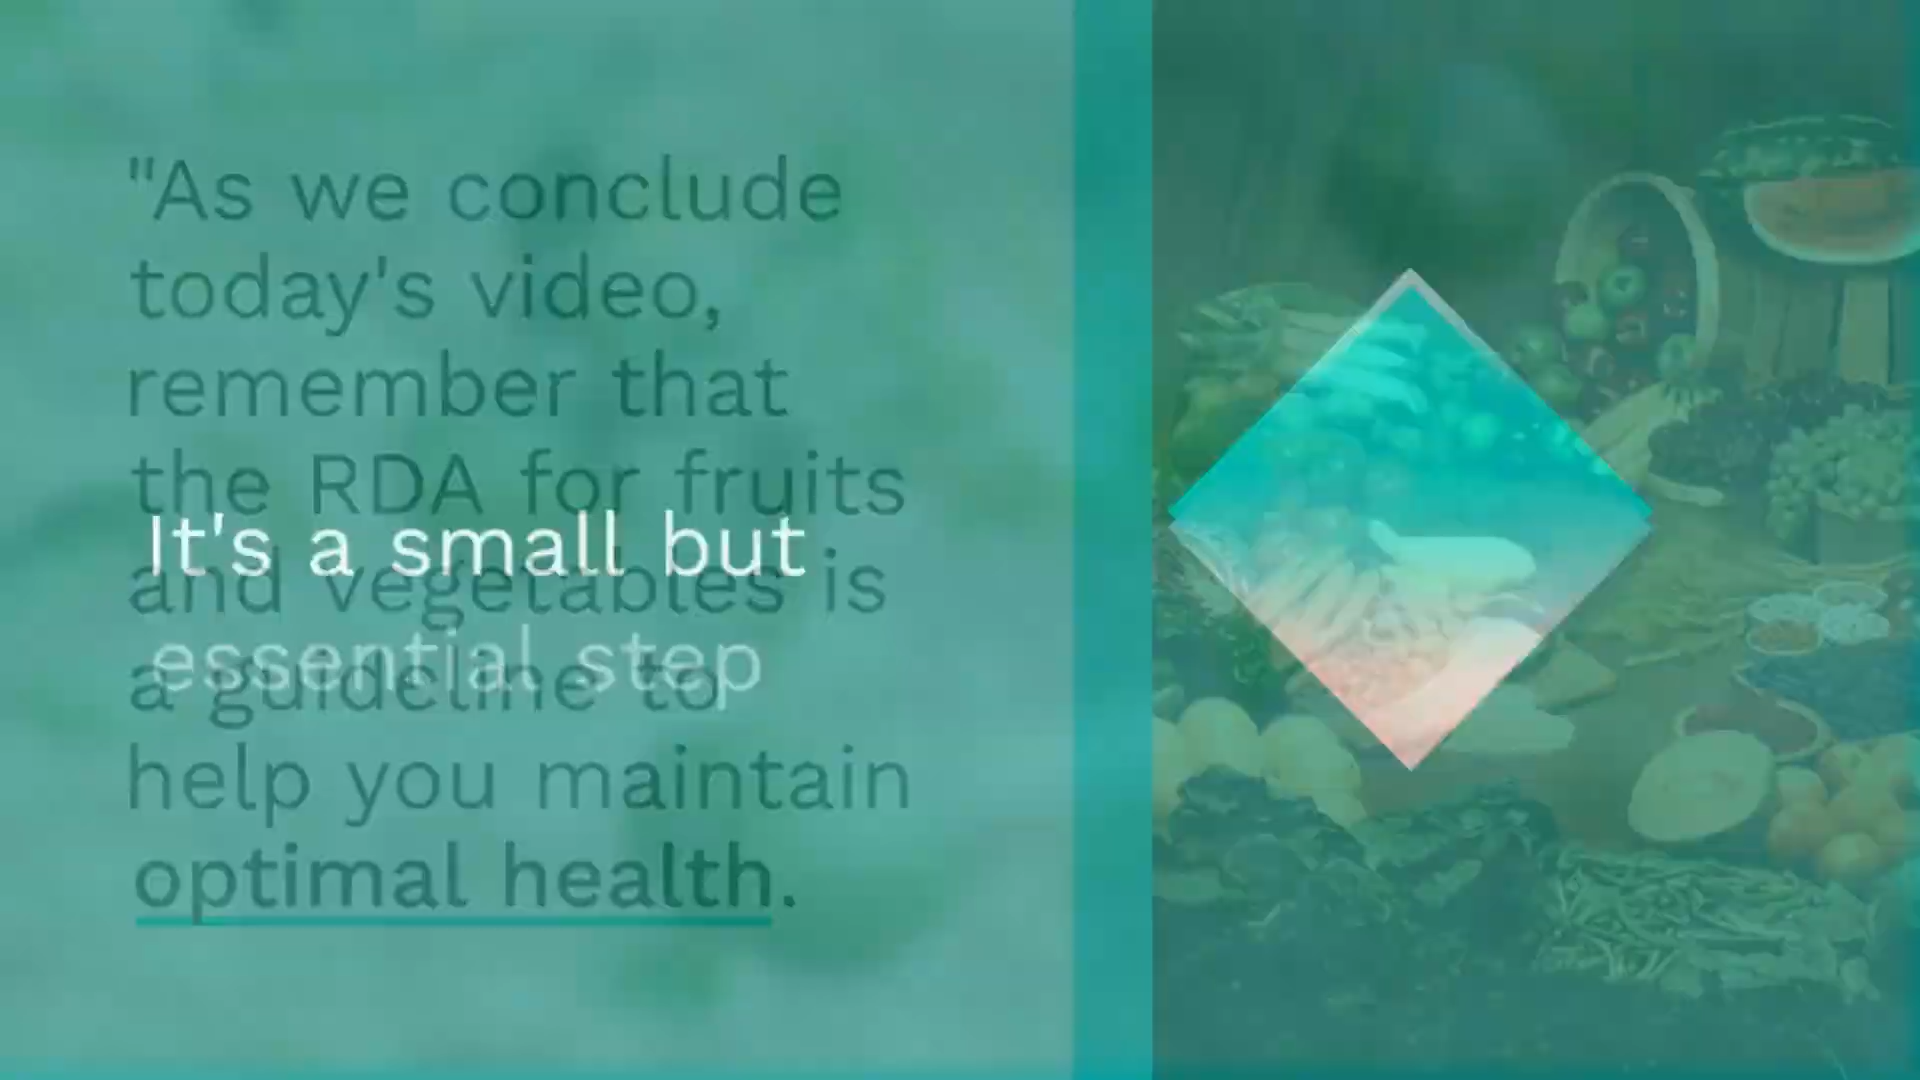 "As we conclude
today's video,
remember that
the RDA for fruits
and vegetables is
a guideline to
help you maintain
optimal health.
It's a small but
essential step